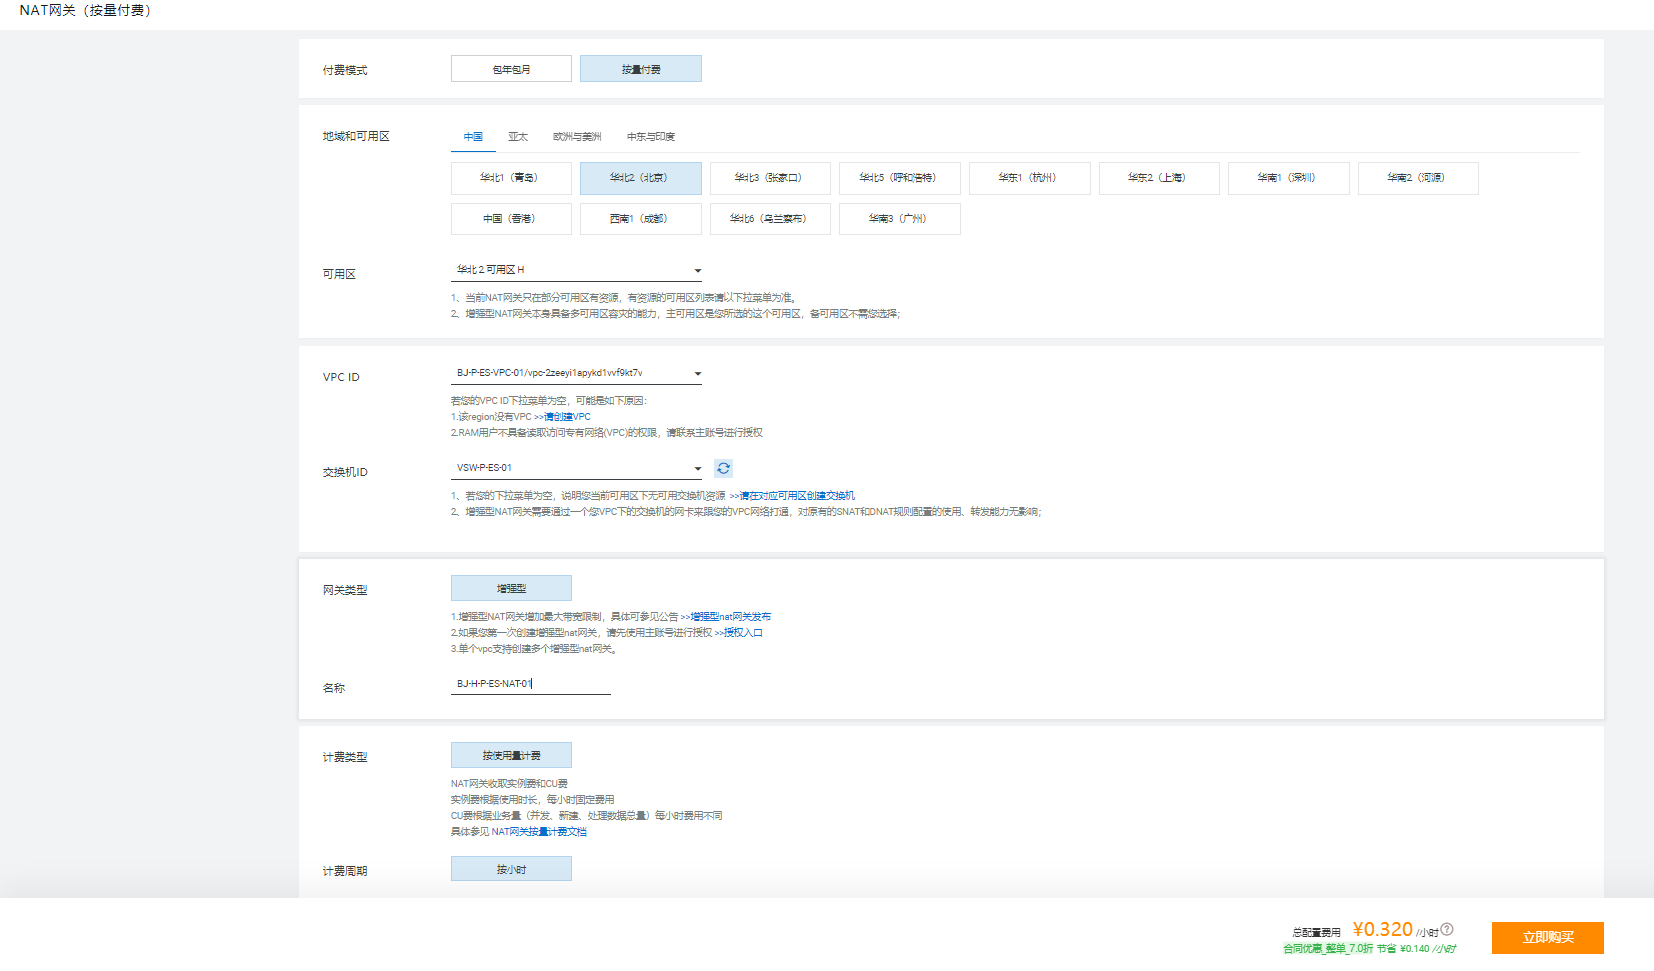 NAT网关（按量付费）
付费模式
包年包月
按量付费
地域和可用区
中国
亚太
欧洲与美洲
中东与印度
华北1（青岛）
华北2（北京）
华北3（张家口）
华北5（呼和浩特）
华东1（杭州）
华东2（上海）
华南1（深圳）
华南2（河源）
中国（香港）
西南1（成都）
华北6（乌兰察布）
华南3（广州）
可用区
华北 2 可用区 H
1、当前NAT网关只在部分可用区有资源，有资源的可用区列表请以下拉菜单为准。
2、增强型NAT网关本身具备多可用区容灾的能力，主可用区是您所选的这个可用区，备可用区不需您选择；
VPC ID
BJ-P-ES-VPC-01/vpc-2zeeyi1apykd1vvf9kt7v
若您的VPC ID下拉菜单为空，可能是如下原因：
1.该region没有VPC >>请创建VPC
2.RAM用户不具备读取访问专有网络(VPC)的权限，请联系主账号进行授权
交换机ID
VSW-P-ES-01
1、若您的下拉菜单为空，说明您当前可用区下无可用交换机资源 >>请在对应可用区创建交换机
2、增强型NAT网关需要通过一个您VPC下的交换机的网卡来跟您的VPC网络打通，对原有的SNAT和DNAT规则配置的使用、转发能力无影响；
网关类型
增强型
1.增强型NAT网关增加最大带宽限制，具体可参见公告 >>增强型nat网关发布
2.如果您第一次创建增强型nat网关，请先使用主账号进行授权 >>授权入口
3.单个vpc支持创建多个增强型nat网关。
名称
BJ-H-P-ES-NAT-01
计费类型
按使用量计费
NAT网关收取实例费和CU费
实例费根据使用时长，每小时固定费用
CU费根据业务量（并发、新建、处理数据总量）每小时费用不同
具体参见 NAT网关按量计费文档
计费周期
按小时
总配置费用 ¥0.320 /小时 ?
合同优惠_整单_7.0折 节省 ¥0.140 /小时
立即购买